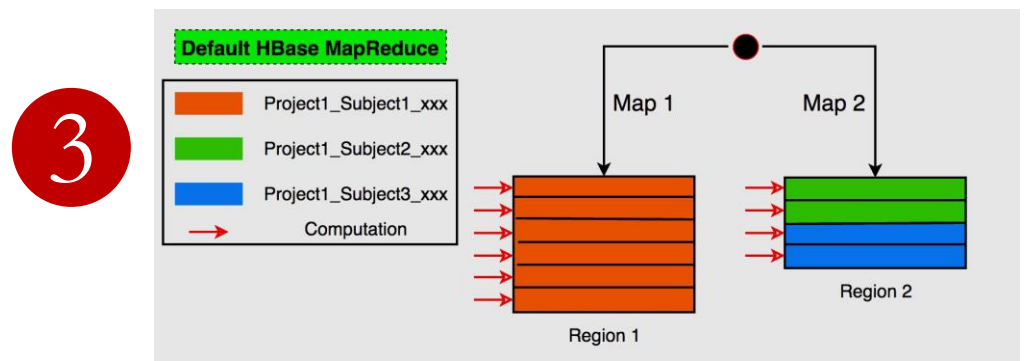 3
Default HBase MapReduce
Project1_Subject1_xxx
Project1_Subject2_xxx
Project1_Subject3_xxx
Computation
Map 1
Map 2
Region 1
Region 2